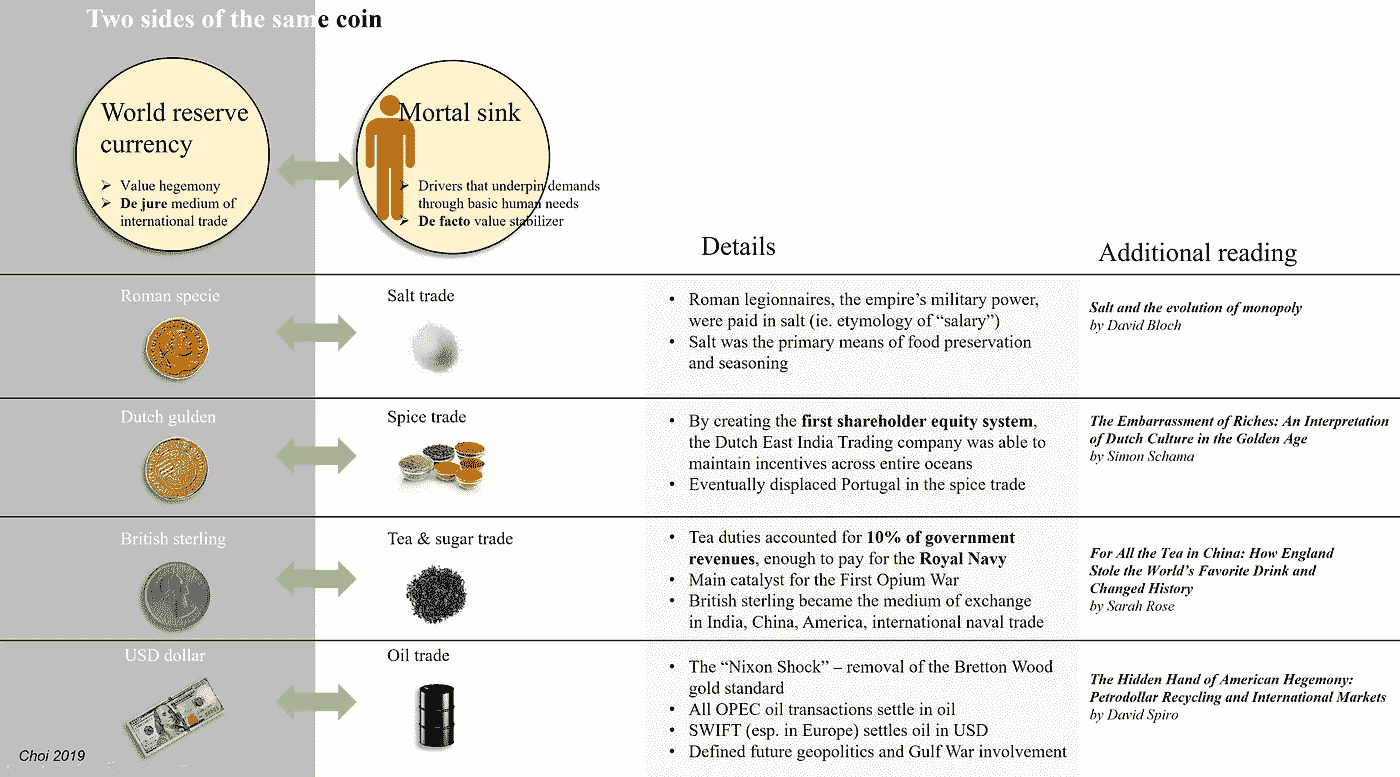 Two sides of the same coin
World reserve
currency
➢ Value hegemony
➢ De jure medium of
international trade
Mortal sink
➢ Drivers that underpin demands
through basic human needs
➢ De facto value stabilizer
Details
Additional reading
Roman specie
Salt trade
• Roman legionnaires, the empire's military power,
were paid in salt (ie. etymology of “salary”)
• Salt was the primary means of food preservation
and seasoning
Salt and the evolution of monopoly
by David Bloch
Dutch gulden
Spice trade
• By creating the first shareholder equity system,
the Dutch East India Trading company was able to
maintain incentives across entire oceans
• Eventually displaced Portugal in the spice trade
The Embarrassment of Riches: An Interpretation
of Dutch Culture in the Golden Age
by Simon Schama
British sterling
Tea & sugar trade
• Tea duties accounted for 10% of government
revenues, enough to pay for the Royal Navy
• Main catalyst for the First Opium War
• British sterling became the medium of exchange
in India, China, America, international naval trade
For All the Tea in China: How England
Stole the World's Favorite Drink and
Changed History
by Sarah Rose
USD dollar
Oil trade
• The “Nixon Shock” – removal of the Bretton Wood
gold standard
• All OPEC oil transactions settle in oil
• SWIFT (esp. in Europe) settles oil in USD
• Defined future geopolitics and Gulf War involvement
The Hidden Hand of American Hegemony:
Petrodollar Recycling and International Markets
by David Spiro
Choi 2019